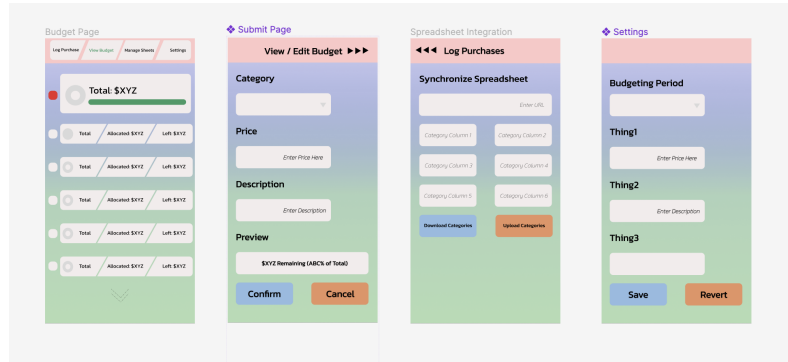 Budget Page
Log Purchase View Budget Manage Sheets Settings
Total: $XYZ
Total Allocated: $XYZ Left: $XYZ
Total Allocated: $XYZ Left: $XYZ
Total Allocated: $XYZ Left: $XYZ
Total Allocated: $XYZ Left: $XYZ
Total Allocated: $XYZ Left: $XYZ
Submit Page
View / Edit Budget
Category
Price
Enter Price Here
Description
Enter Description
Preview
$XYZ Remaining (ABC% of Total)
Confirm Cancel
Spreadsheet Integration
Log Purchases
Synchronize Spreadsheet
Enter URL
Category Column 1 Category Column 2
Category Column 3 Category Column 4
Category Column 5 Category Column 6
Download Categories Upload Categories
Settings
Budgeting Period
Thing1
Enter Price Here
Thing2
Enter Description
Thing3
Save Revert